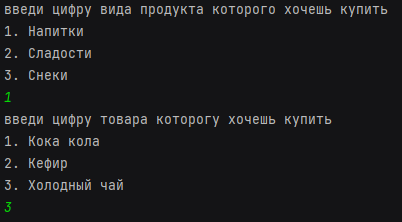 введи цифру вида продукта которого хочешь купить
1. Напитки
2. Сладости
3. Снеки
1
введи цифру товара которогу хочешь купить
1. Кока кола
2. Кефир
3. Холодный чай
3